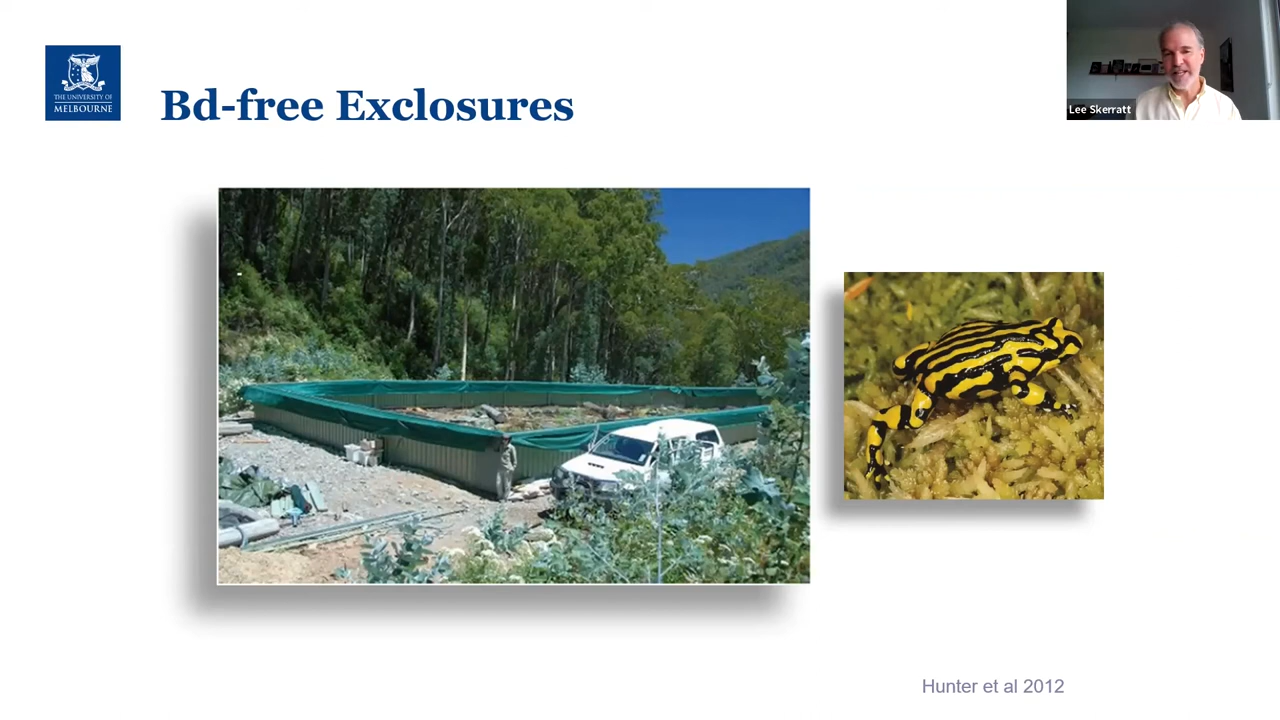 THE UNIVERSITY OF
MELBOURNE
Bd-free Exclosures
Lee Skerratt
Hunter et al 2012